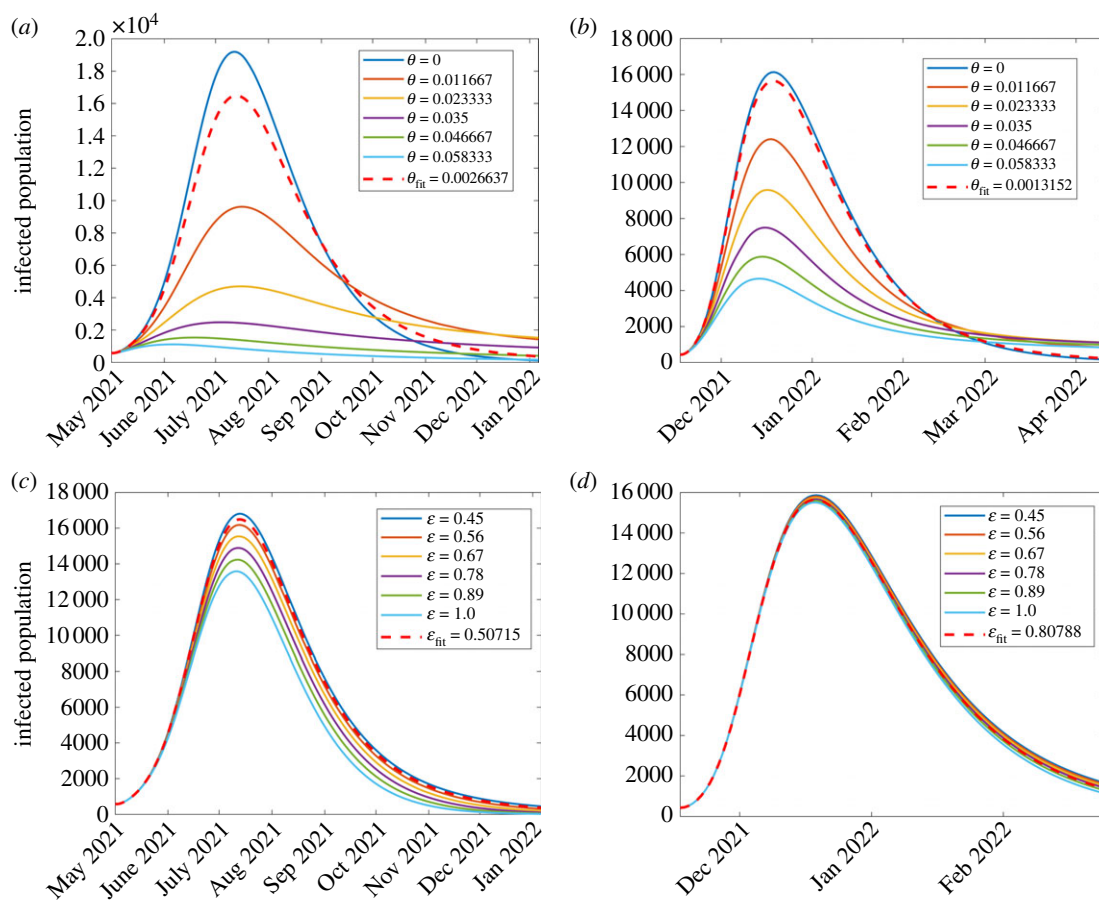 (a)
×10⁴
2.0
1.8
1.6
1.4
1.2
1.0
0.8
0.6
0.4
0.2
0
infected population
θ = 0
θ = 0.011667
θ = 0.023333
θ = 0.035
θ = 0.046667
θ = 0.058333
θfit = 0.0026637
May 2021
June 2021
July 2021
Aug 2021
Sep 2021
Oct 2021
Nov 2021
Dec 2021
Jan 2022
(b)
18 000
16 000
14 000
12 000
10 000
8000
6000
4000
2000
0
θ = 0
θ = 0.011667
θ = 0.023333
θ = 0.035
θ = 0.046667
θ = 0.058333
θfit = 0.0013152
Dec 2021
Jan 2022
Feb 2022
Mar 2022
Apr 2022
(c)
18 000
16 000
14 000
12 000
10 000
8000
6000
4000
2000
0
infected population
ε = 0.45
ε = 0.56
ε = 0.67
ε = 0.78
ε = 0.89
ε = 1.0
εfit = 0.50715
May 2021
June 2021
July 2021
Aug 2021
Sep 2021
Oct 2021
Nov 2021
Dec 2021
Jan 2022
(d)
16 000
14 000
12 000
10 000
8000
6000
4000
2000
0
ε = 0.45
ε = 0.56
ε = 0.67
ε = 0.78
ε = 0.89
ε = 1.0
εfit = 0.80788
Dec 2021
Jan 2022
Feb 2022